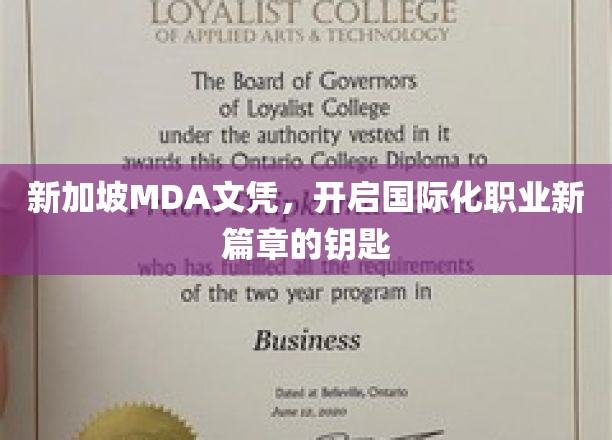 LOYALIST COLLEGE
OF APPLIED ARTS & TECHNOLOGY
The Board of Governors
of Loyalist College
under the authority vested in it
awards this Ontario College Diploma to
新加坡MDA文凭，开启国际化职业新
篇章的钥匙
who has fulfilled all the requirements
of the two year program in
Business
Dated at Belleville, Ontario
June 12, 2020